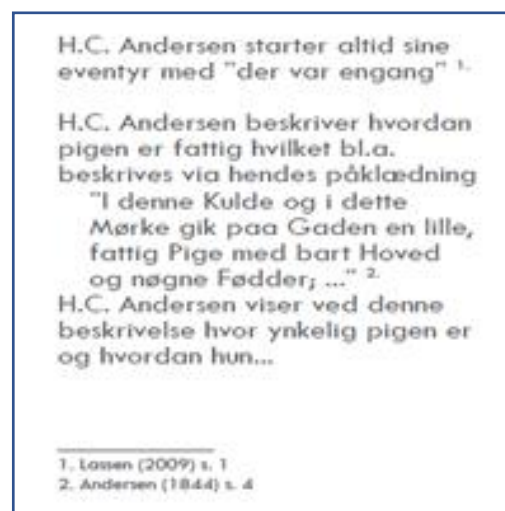 H.C. Andersen starter altid sine
eventyr med "der var engang" 1.
H.C. Andersen beskriver hvordan
pigen er fattig hvilket bl.a.
beskrives via hendes påklædning
"I denne Kulde og i dette
Mørke gik paa Gaden en lille,
fattig Pige med bart Hoved
og nøgne Fødder; ..." 2.
H.C. Andersen viser ved denne
beskrivelse hvor ynkelig pigen er
og hvordan hun...
1. Lassen (2009) s. 1
2. Andersen (1844) s. 4